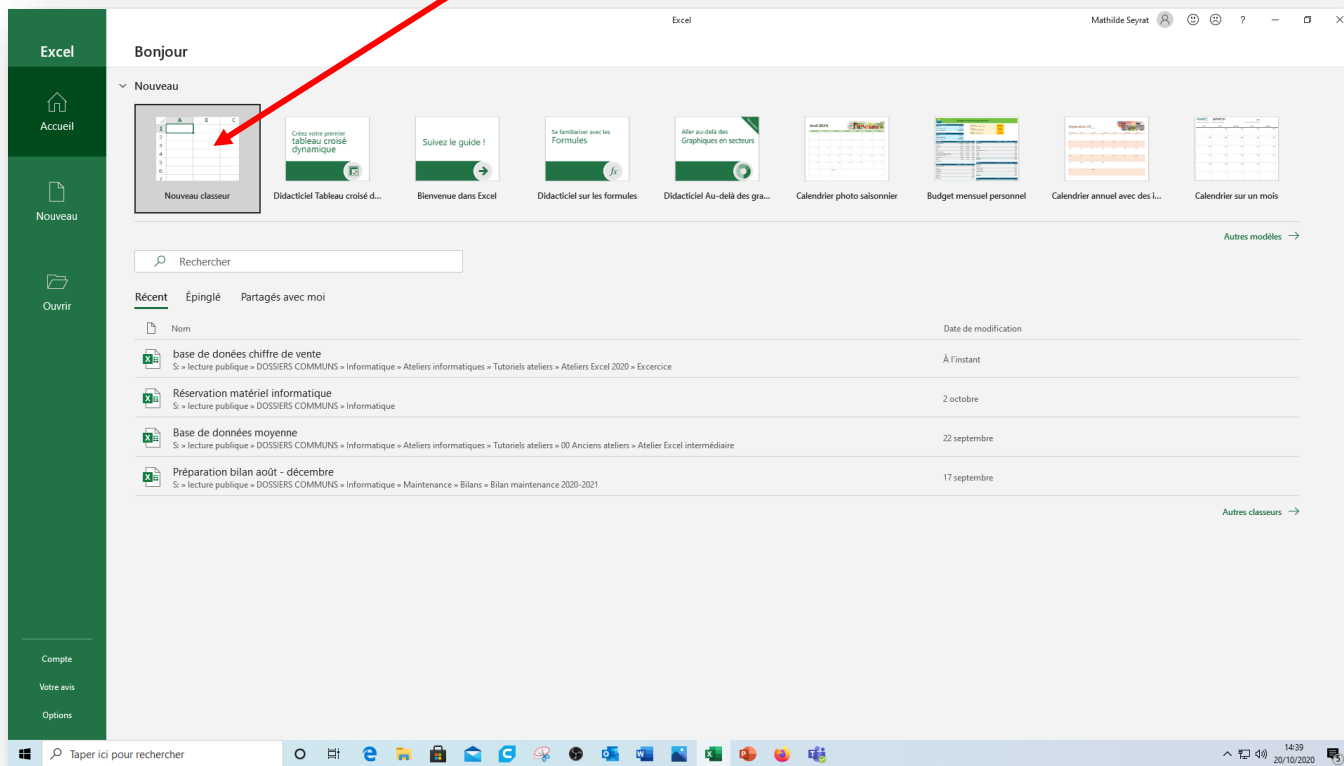 Excel
Mathilde Seyrat
?
Excel
Bonjour
Accueil
Nouveau
Ouvrir
Compte
Votre avis
Options
Nouveau
A B C
1
2
3
4
5
6
7
Créez votre premier
tableau croisé
dynamique
Suivez le guide !
Se familiariser avec les
Formules
fx
Aller au-delà des
Graphiques en secteurs
Nouveau classeur
Didacticiel Tableau croisé d...
Bienvenue dans Excel
Didacticiel sur les formules
Didacticiel Au-delà des gra...
Calendrier photo saisonnier
Budget mensuel personnel
Calendrier annuel avec des i...
Calendrier sur un mois
Autres modèles
Rechercher
Récent Épinglé Partagés avec moi
Nom Date de modification
base de donées chiffre de vente
S: » lecture publique » DOSSIERS COMMUNS » Informatique » Ateliers informatiques » Tutoriels ateliers » Ateliers Excel 2020 » Excercice
À l'instant
Réservation matériel informatique
S: » lecture publique » DOSSIERS COMMUNS » Informatique
2 octobre
Base de données moyenne
S: » lecture publique » DOSSIERS COMMUNS » Informatique » Ateliers informatiques » Tutoriels ateliers » 00 Anciens ateliers » Atelier Excel intermédiaire
22 septembre
Préparation bilan août - décembre
S: » lecture publique » DOSSIERS COMMUNS » Informatique » Maintenance » Bilans » Bilan maintenance 2020-2021
17 septembre
Autres classeurs
Taper ici pour rechercher
14:39
20/10/2020